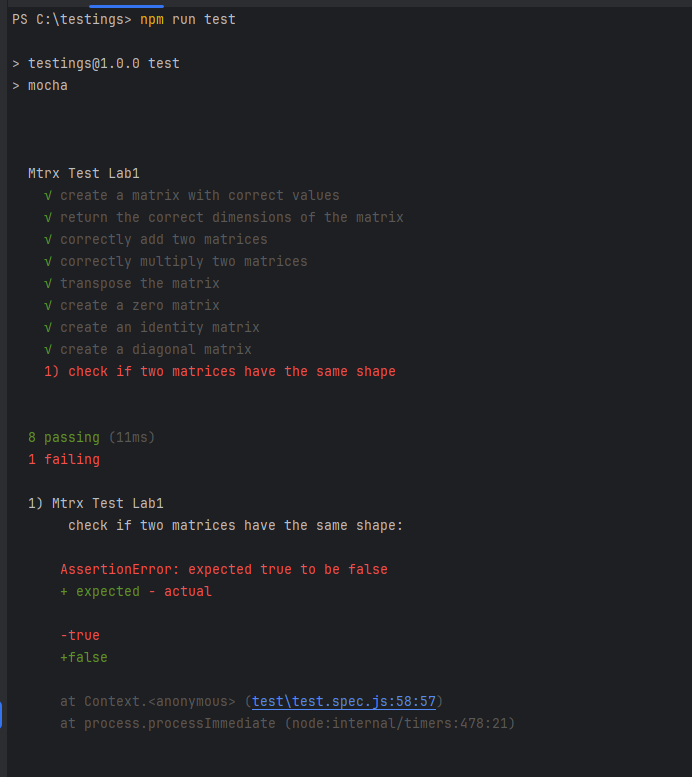 PS C:\testings> npm run test
> testings@1.0.0 test
> mocha
Mtrx Test Lab1
√ create a matrix with correct values
√ return the correct dimensions of the matrix
√ correctly add two matrices
√ correctly multiply two matrices
√ transpose the matrix
√ create a zero matrix
√ create an identity matrix
√ create a diagonal matrix
1) check if two matrices have the same shape
8 passing (11ms)
1 failing
1) Mtrx Test Lab1
check if two matrices have the same shape:
AssertionError: expected true to be false
+ expected - actual
-true
+false
at Context.<anonymous> (test\test.spec.js:58:57)
at process.processImmediate (node:internal/timers:478:21)